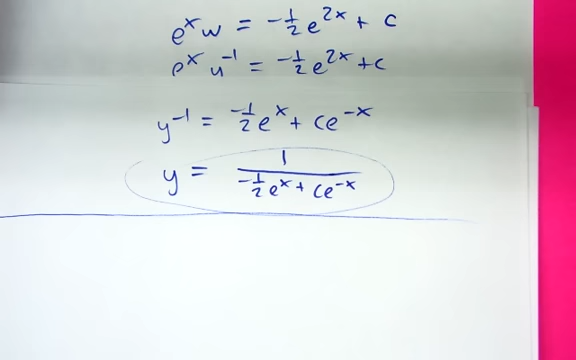 e^x w = -1/2 e^{2x} + c
e^x y^{-1} = -1/2 e^{2x} + c
y^{-1} = -1/2 e^x + ce^{-x}
y = 1/(-1/2 e^x + ce^{-x})